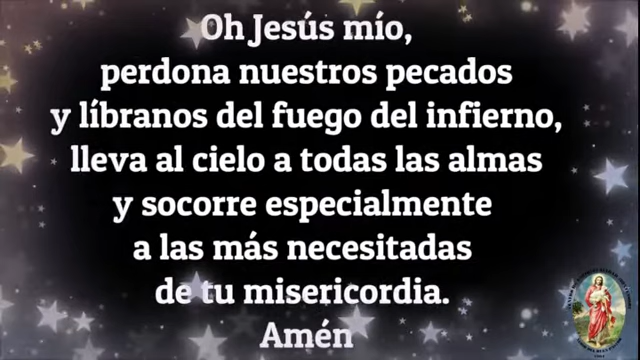 Oh Jesús mío,
perdona nuestros pecados
y líbranos del fuego del infierno,
lleva al cielo a todas las almas
y socorre especialmente
a las más necesitadas
de tu misericordia.
Amén